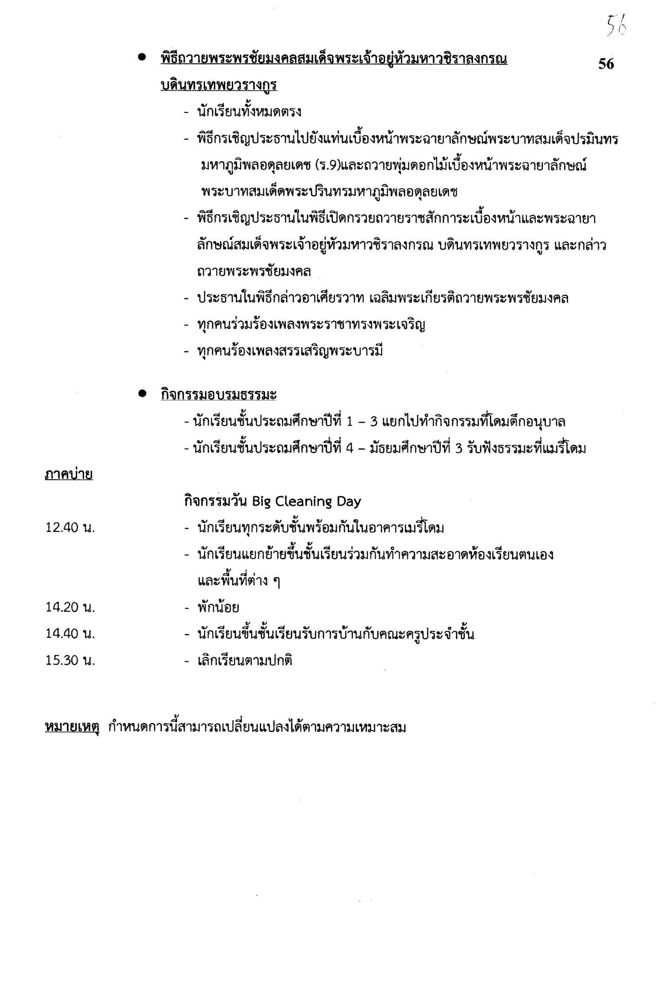 56
● พิธีถวายพระพรชัยมงคลสมเด็จพระเจ้าอยู่หัวมหาวชิราลงกรณ
56
บดินทรเทพยวรางกูร
- นักเรียนทั้งหมดตรง
- พิธีกรเชิญประธานไปยังแท่นเบื้องหน้าพระฉายาลักษณ์พระบาทสมเด็จปรมินทร
มหาภูมิพลอดุลยเดช (ร.9)และถวายพุ่มดอกไม้เบื้องหน้าพระฉายาลักษณ์
พระบาทสมเด็ดพระปรินทรมหาภูมิพลอดุลยเดช
- พิธีกรเชิญประธานในพิธีเปิดกรวยถวายราชสักการะเบื้องหน้าและพระฉายา
ลักษณ์สมเด็จพระเจ้าอยู่หัวมหาวชิราลงกรณ บดินทรเทพยวรางกูร และกล่าว
ถวายพระพรชัยมงคล
- ประธานในพิธีกล่าวอาเศียรวาท เฉลิมพระเกียรติถวายพระพรชัยมงคล
- ทุกคนร่วมร้องเพลงพระราชาทรงพระเจริญ
- ทุกคนร้องเพลงสรรเสริญพระบารมี
● กิจกรรมอบรมธรรมะ
- นักเรียนชั้นประถมศึกษาปีที่ 1 – 3 แยกไปทำกิจกรรมที่โดมตึกอนุบาล
- นักเรียนชั้นประถมศึกษาปี่ที่ 4 – มัธยมศึกษาปีที่ 3 รับฟังธรรมะที่แมรี่โดม
ภาคบ่าย
กิจกรรมวัน Big Cleaning Day
12.40 น. - นักเรียนทุกระดับชั้นพร้อมกันในอาคารเมรี่โดม
- นักเรียนแยกย้ายขึ้นชั้นเรียนร่วมกันทำความสะอาดห้องเรียนตนเอง
และพื้นที่ต่าง ๆ
14.20 น. - พักน้อย
14.40 น. - นักเรียนขึ้นชั้นเรียนรับการบ้านกับคณะครูประจำชั้น
15.30 น. - เลิกเรียนตามปกติ
หมายเหตุ กำหนดการนี้สามารถเปลี่ยนแปลงได้ตามความเหมาะสม